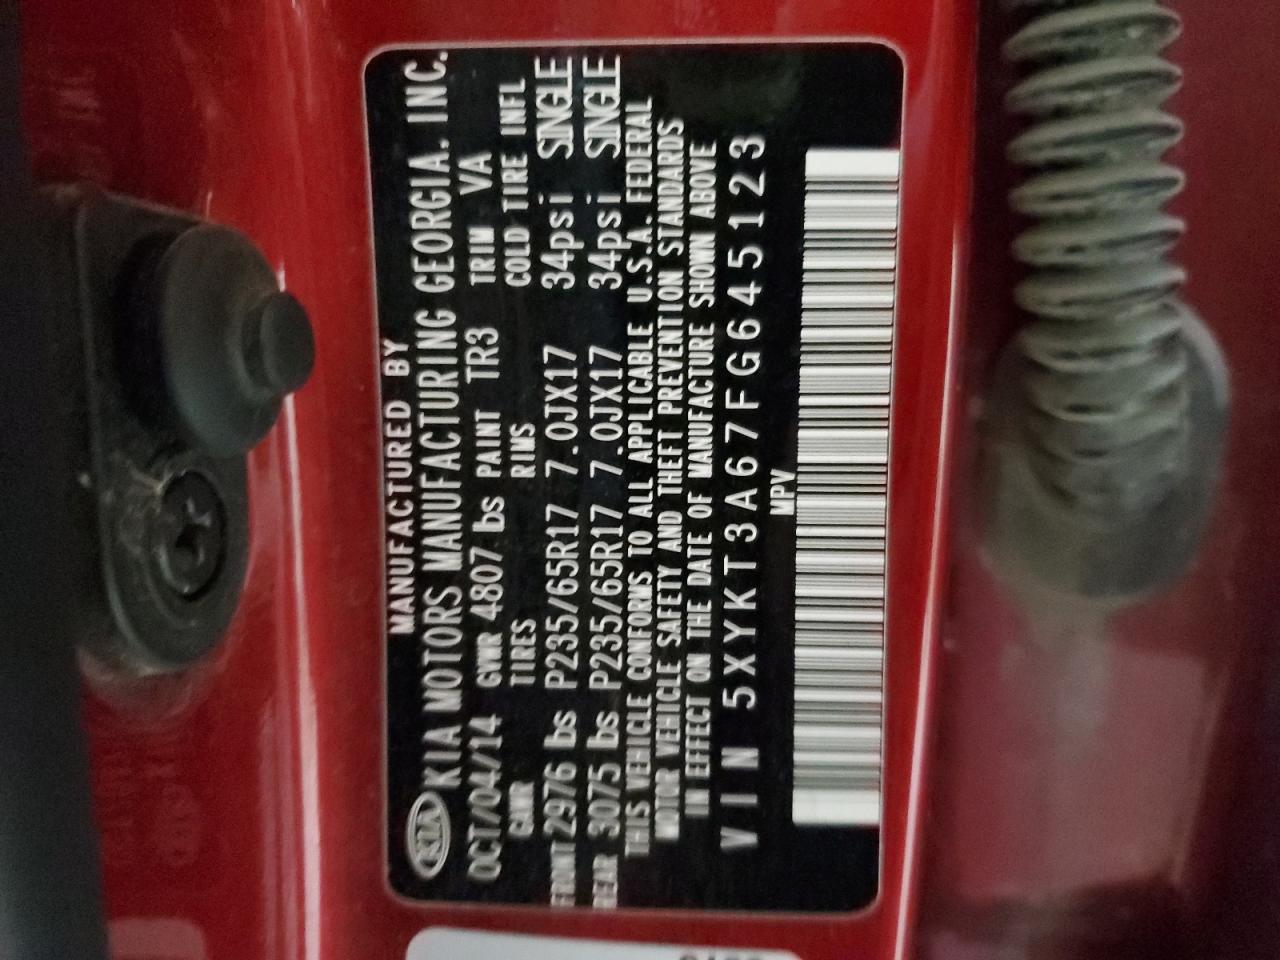 MANUFACTURED BY
KIA KIA MOTORS MANUFACTURING GEORGIA, INC.
OCT/04/14 GVWR 4807 lbs PAINT TR3 TRIM VA
GAWR TIRES RIMS COLD TIRE INFL
FRONT 2976 lbs P235/65R17 7.0JX17 34psi SINGLE
REAR 3075 lbs P235/65R17 7.0JX17 34psi SINGLE
THIS VEHICLE CONFORMS TO ALL APPLICABLE U.S.A. FEDERAL
MOTOR VEHICLE SAFETY AND THEFT PREVENTION STANDARDS
IN EFFECT ON THE DATE OF MANUFACTURE SHOWN ABOVE
VIN 5XYKT3A67FG645123
MPV